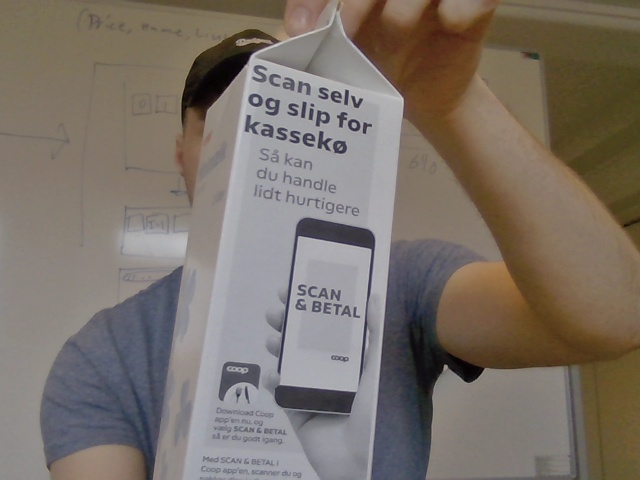 Scan selv
og slip for
kassekø
Så kan
du handle
lidt hurtigere
SCAN
& BETAL
coop
coop
Download Coop
app'en nu, og
vælg SCAN & BETAL
så er du godt igang.
Med SCAN & BETAL i
Coop app'en, scanner du og